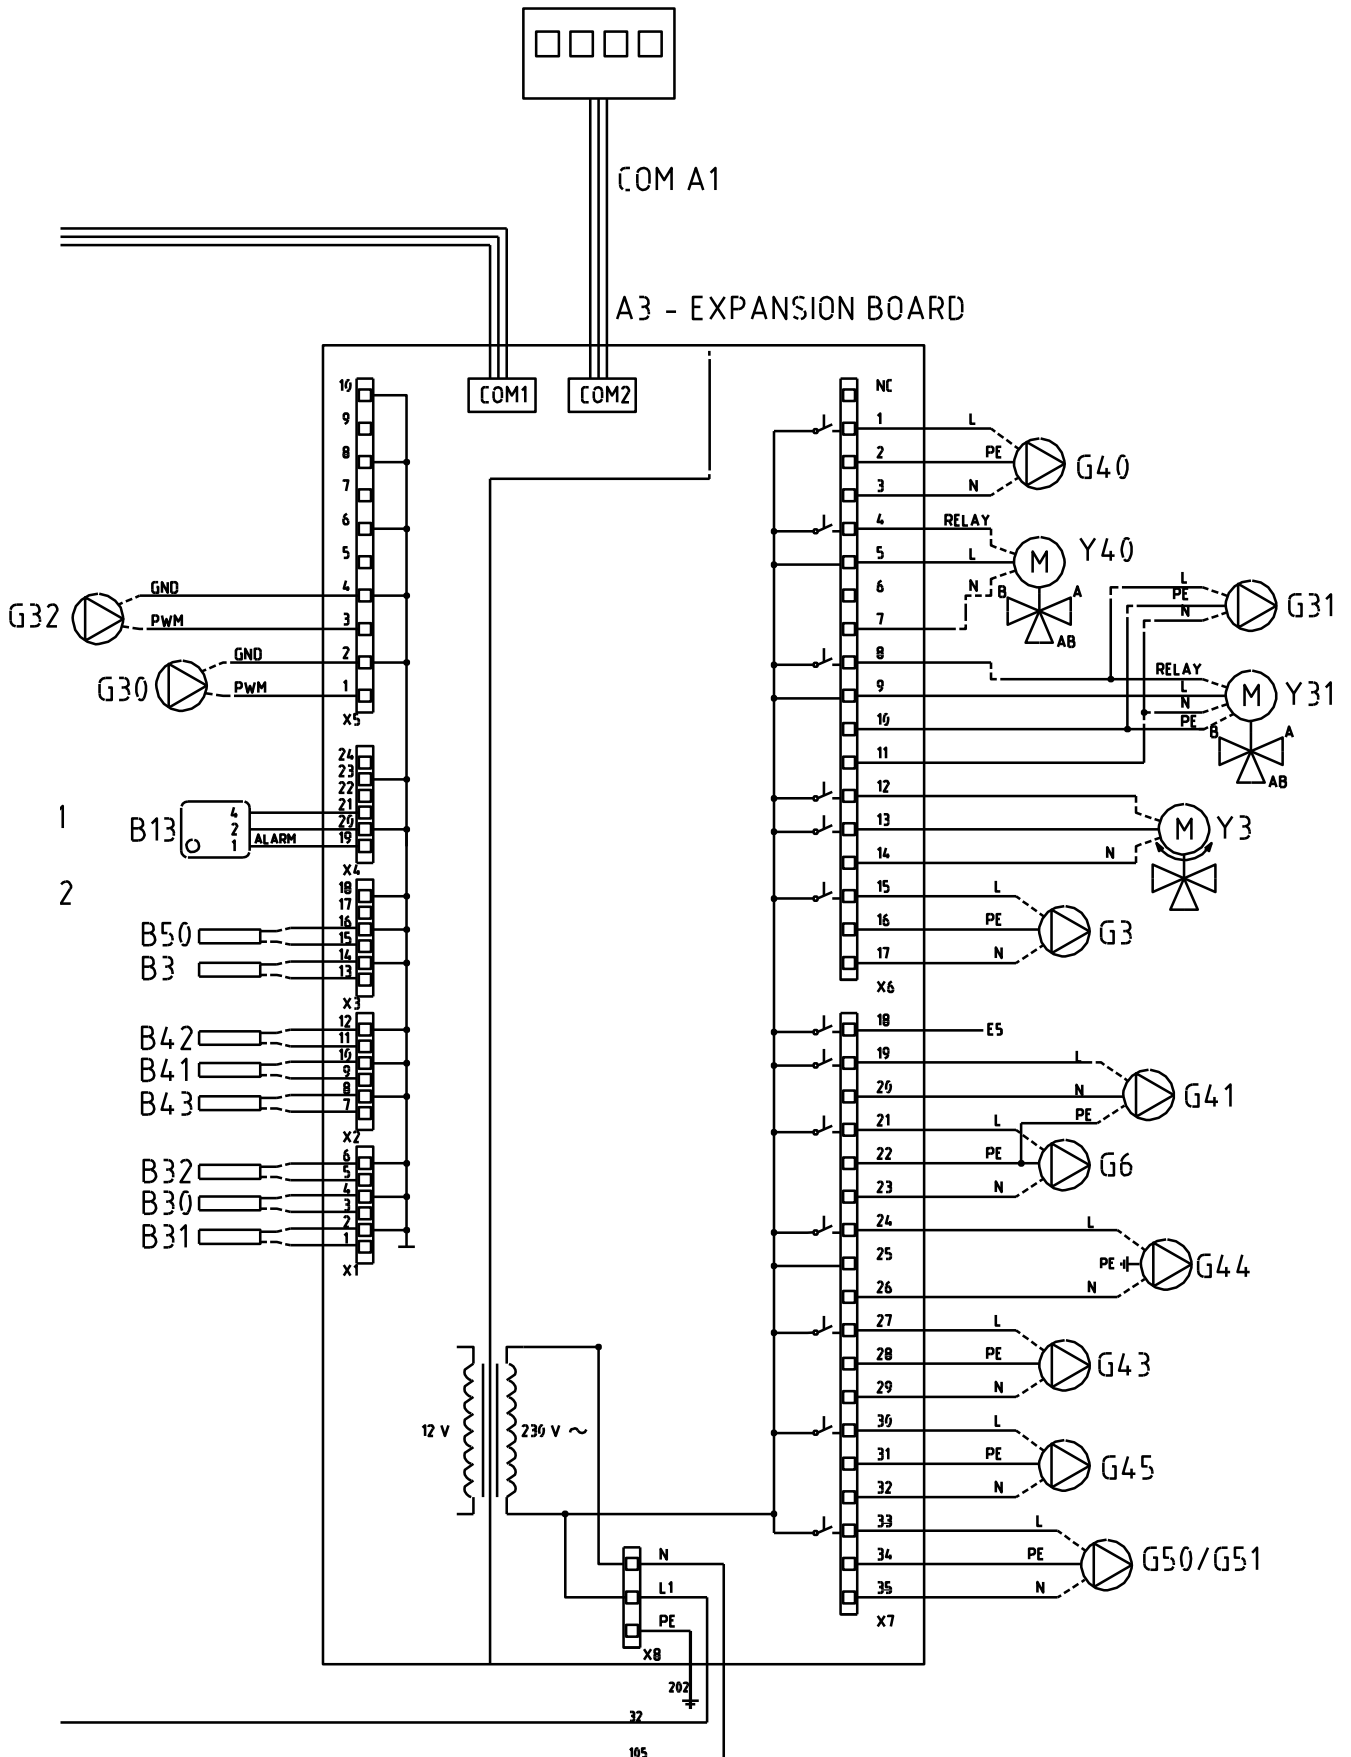 COM A1
A3 - EXPANSION BOARD
COM1 COM2
10
9
8
7
6
5
G32 GND 4
PWM 3
G30 GND 2
PWM 1
X5
24
23
22
1 B13 4 21
2 20
1 ALARM 19
X4
2
18
17
B50 16
15
B3 14
13
X3
B42 12
11
B41 10
9
B43 8
7
X2
B32 6
5
B30 4
3
B31 2
1
X1
12 V 230 V ~
NC
1 L
2 PE G40
3 N
4 RELAY
5 L M Y40
6
7 N B A
AB
L
PE G31
N
8 RELAY
9 L M Y31
N
10 PE B A
11 AB
12
13 M Y3
14 N
15 L
16 PE G3
17 N
X6
18 E5
19 L
20 N G41
PE
21 L
22 PE G6
23 N
24 L
25 PE G44
26 N
27 L
28 PE G43
29 N
30 L
31 PE G45
32 N
33 L
34 PE G50/G51
35 N
X7
N
L1
PE
X8
202
32
105